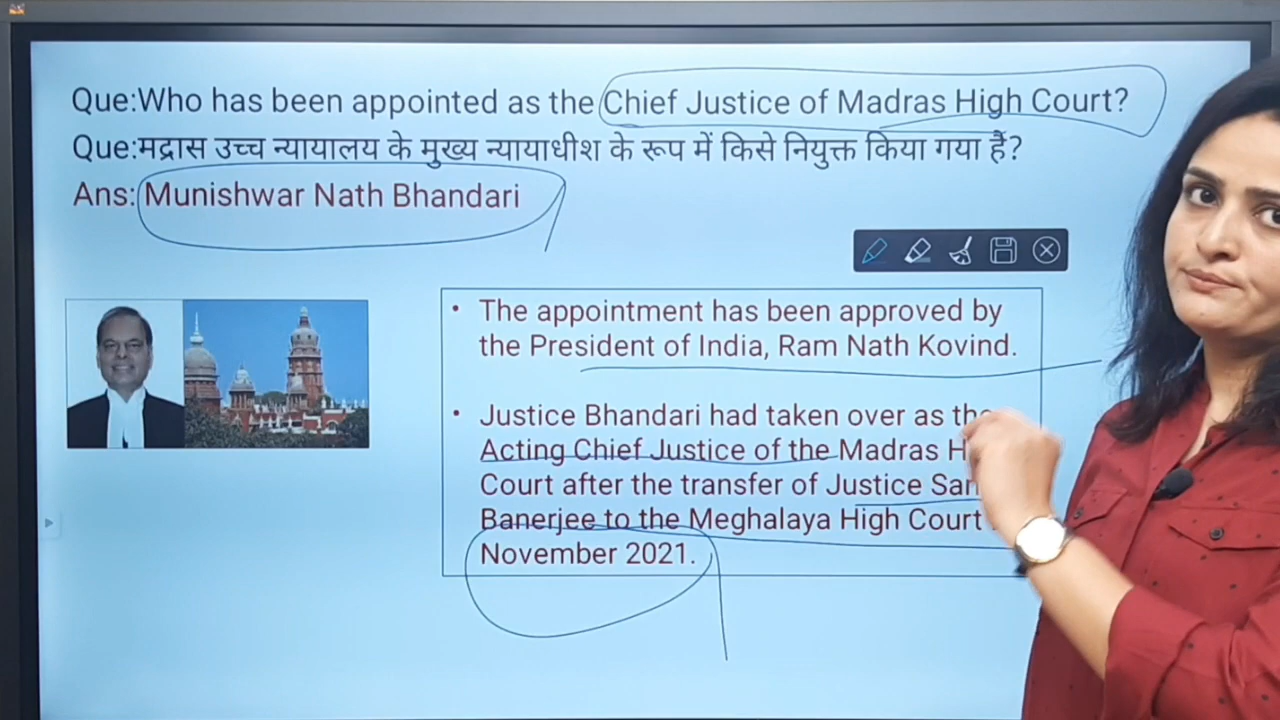 Que:Who has been appointed as the Chief Justice of Madras High Court?
Que:मद्रास उच्च न्यायालय के मुख्य न्यायाधीश के रूप में किसे नियुक्त किया गया है?
Ans: Munishwar Nath Bhandari
• The appointment has been approved by
the President of India, Ram Nath Kovind.
• Justice Bhandari had taken over as the
Acting Chief Justice of the Madras
Court after the transfer of Justice
Banerjee to the Meghalaya High Court
November 2021.